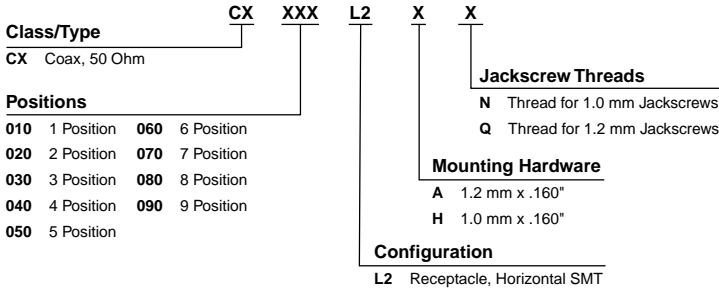 CX XXX L2 X X
Class/Type
CX Coax, 50 Ohm
Jackscrew Threads
N Thread for 1.0 mm Jackscrews
Q Thread for 1.2 mm Jackscrews
Positions
010 1 Position 060 6 Position
020 2 Position 070 7 Position
030 3 Position 080 8 Position
040 4 Position 090 9 Position
050 5 Position
Mounting Hardware
A 1.2 mm x .160"
H 1.0 mm x .160"
Configuration
L2 Receptacle, Horizontal SMT